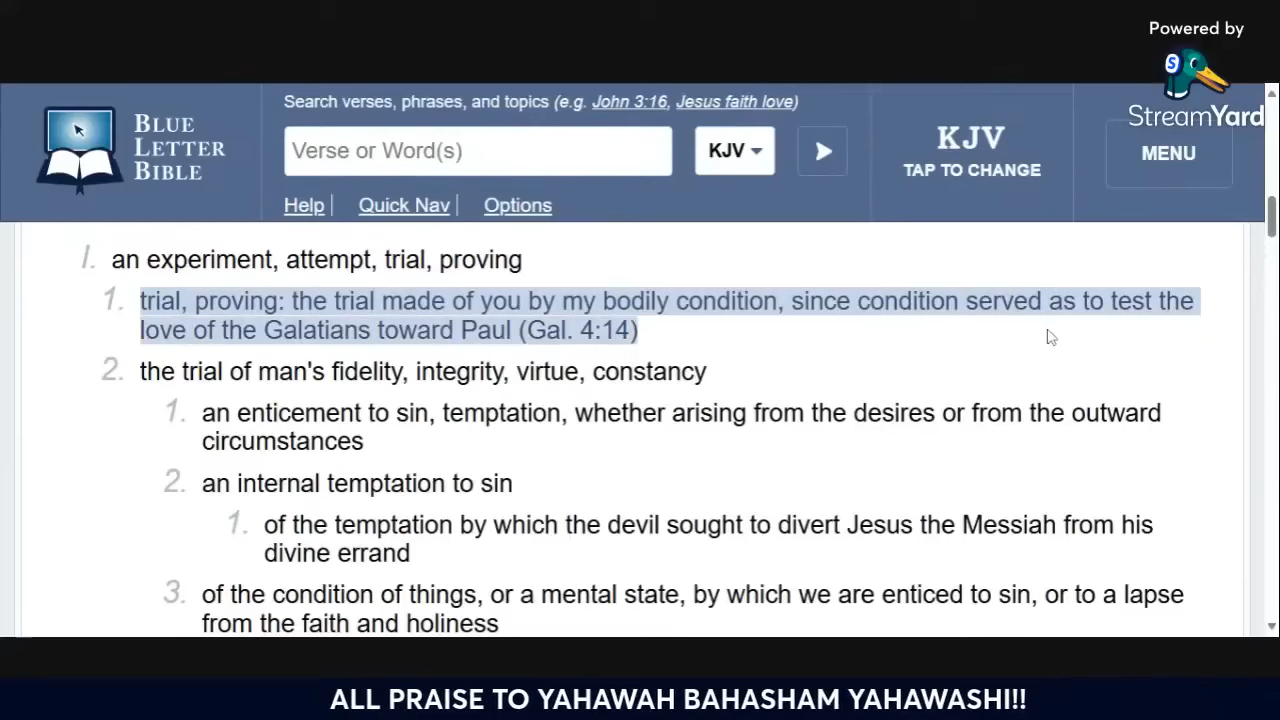 Powered by
StreamYard
BLUE
LETTER
BIBLE
Search verses, phrases, and topics (e.g. John 3:16, Jesus faith love)
Verse or Word(s)
KJV
KJV
TAP TO CHANGE
MENU
Help | Quick Nav | Options
I. an experiment, attempt, trial, proving
1. trial, proving: the trial made of you by my bodily condition, since condition served as to test the
love of the Galatians toward Paul (Gal. 4:14)
2. the trial of man's fidelity, integrity, virtue, constancy
1. an enticement to sin, temptation, whether arising from the desires or from the outward
circumstances
2. an internal temptation to sin
1. of the temptation by which the devil sought to divert Jesus the Messiah from his
divine errand
3. of the condition of things, or a mental state, by which we are enticed to sin, or to a lapse
from the faith and holiness
ALL PRAISE TO YAHAWAH BAHASHAM YAHAWASHI!!